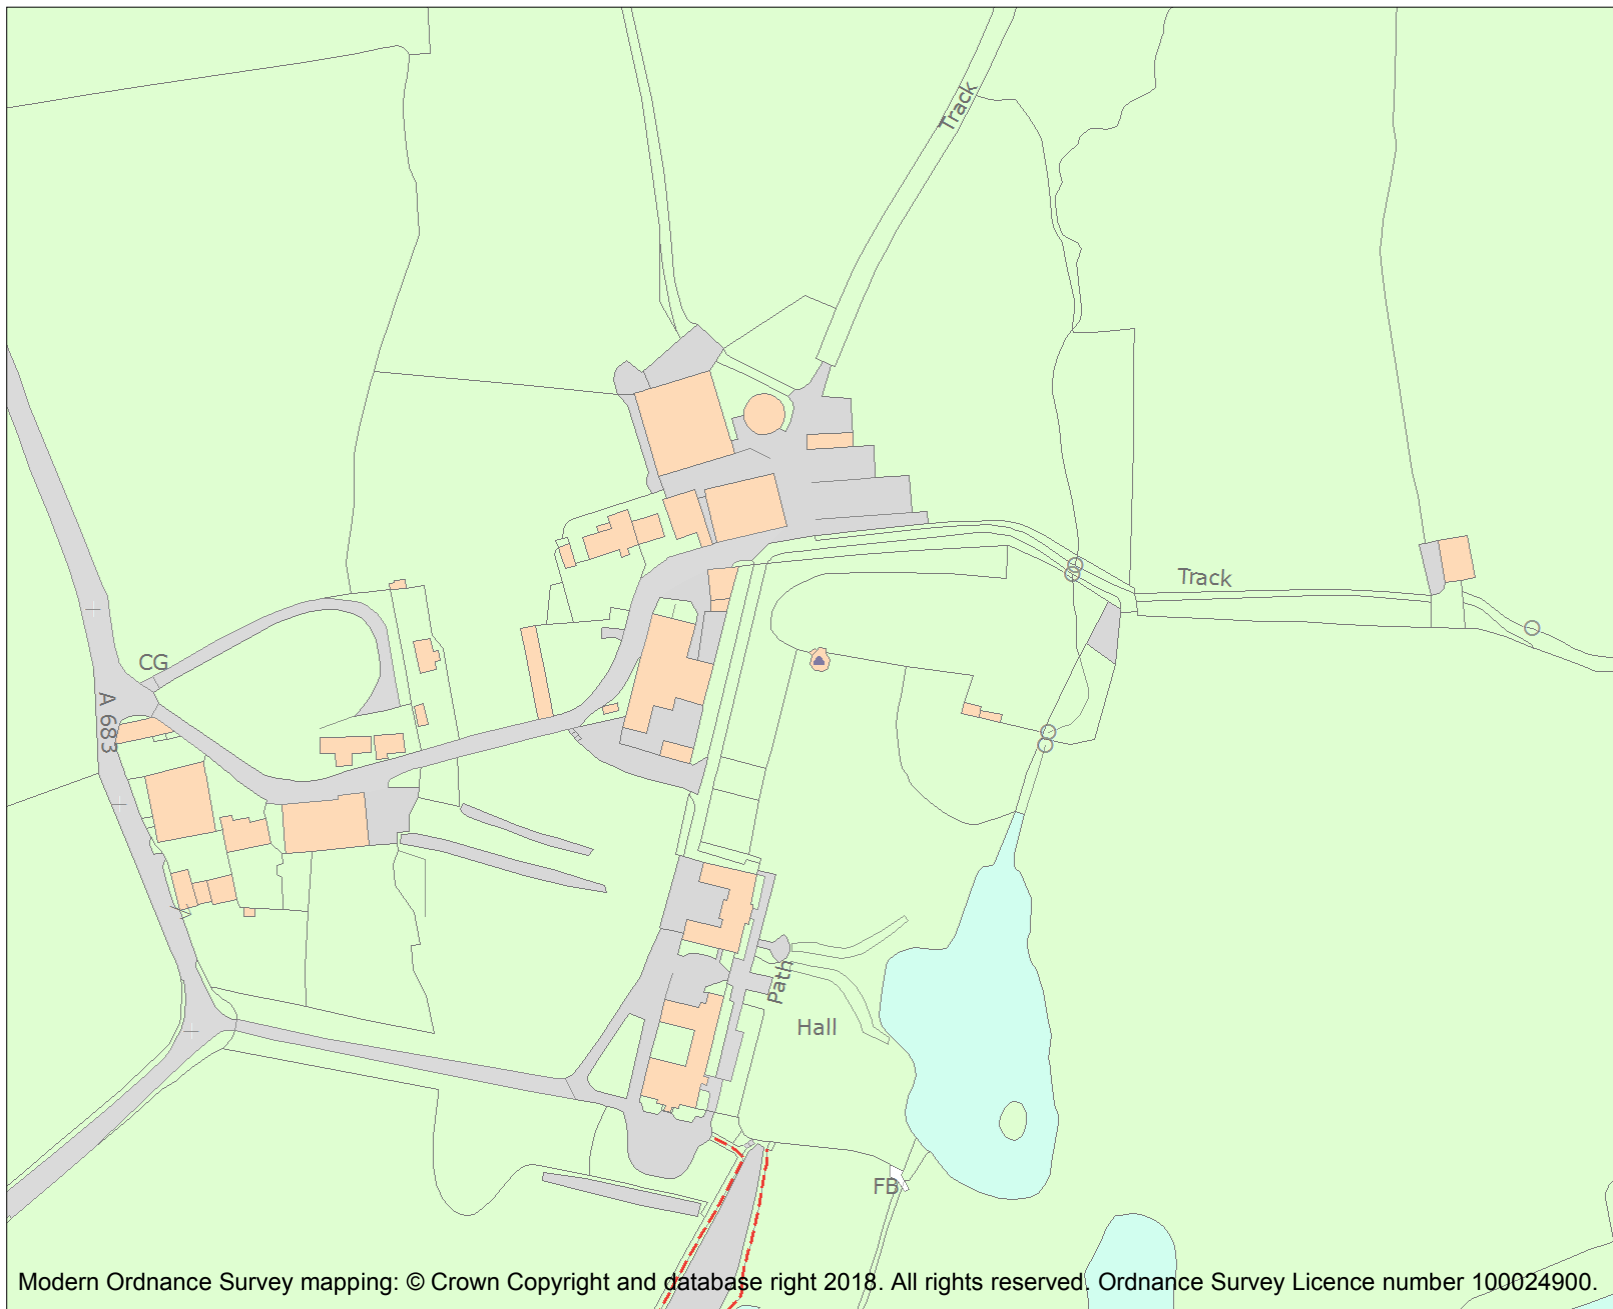 Track
Track
CG
A 683
Path
Hall
FB
Modern Ordnance Survey mapping: © Crown Copyright and database right 2018. All rights reserved. Ordnance Survey Licence number 100024900.